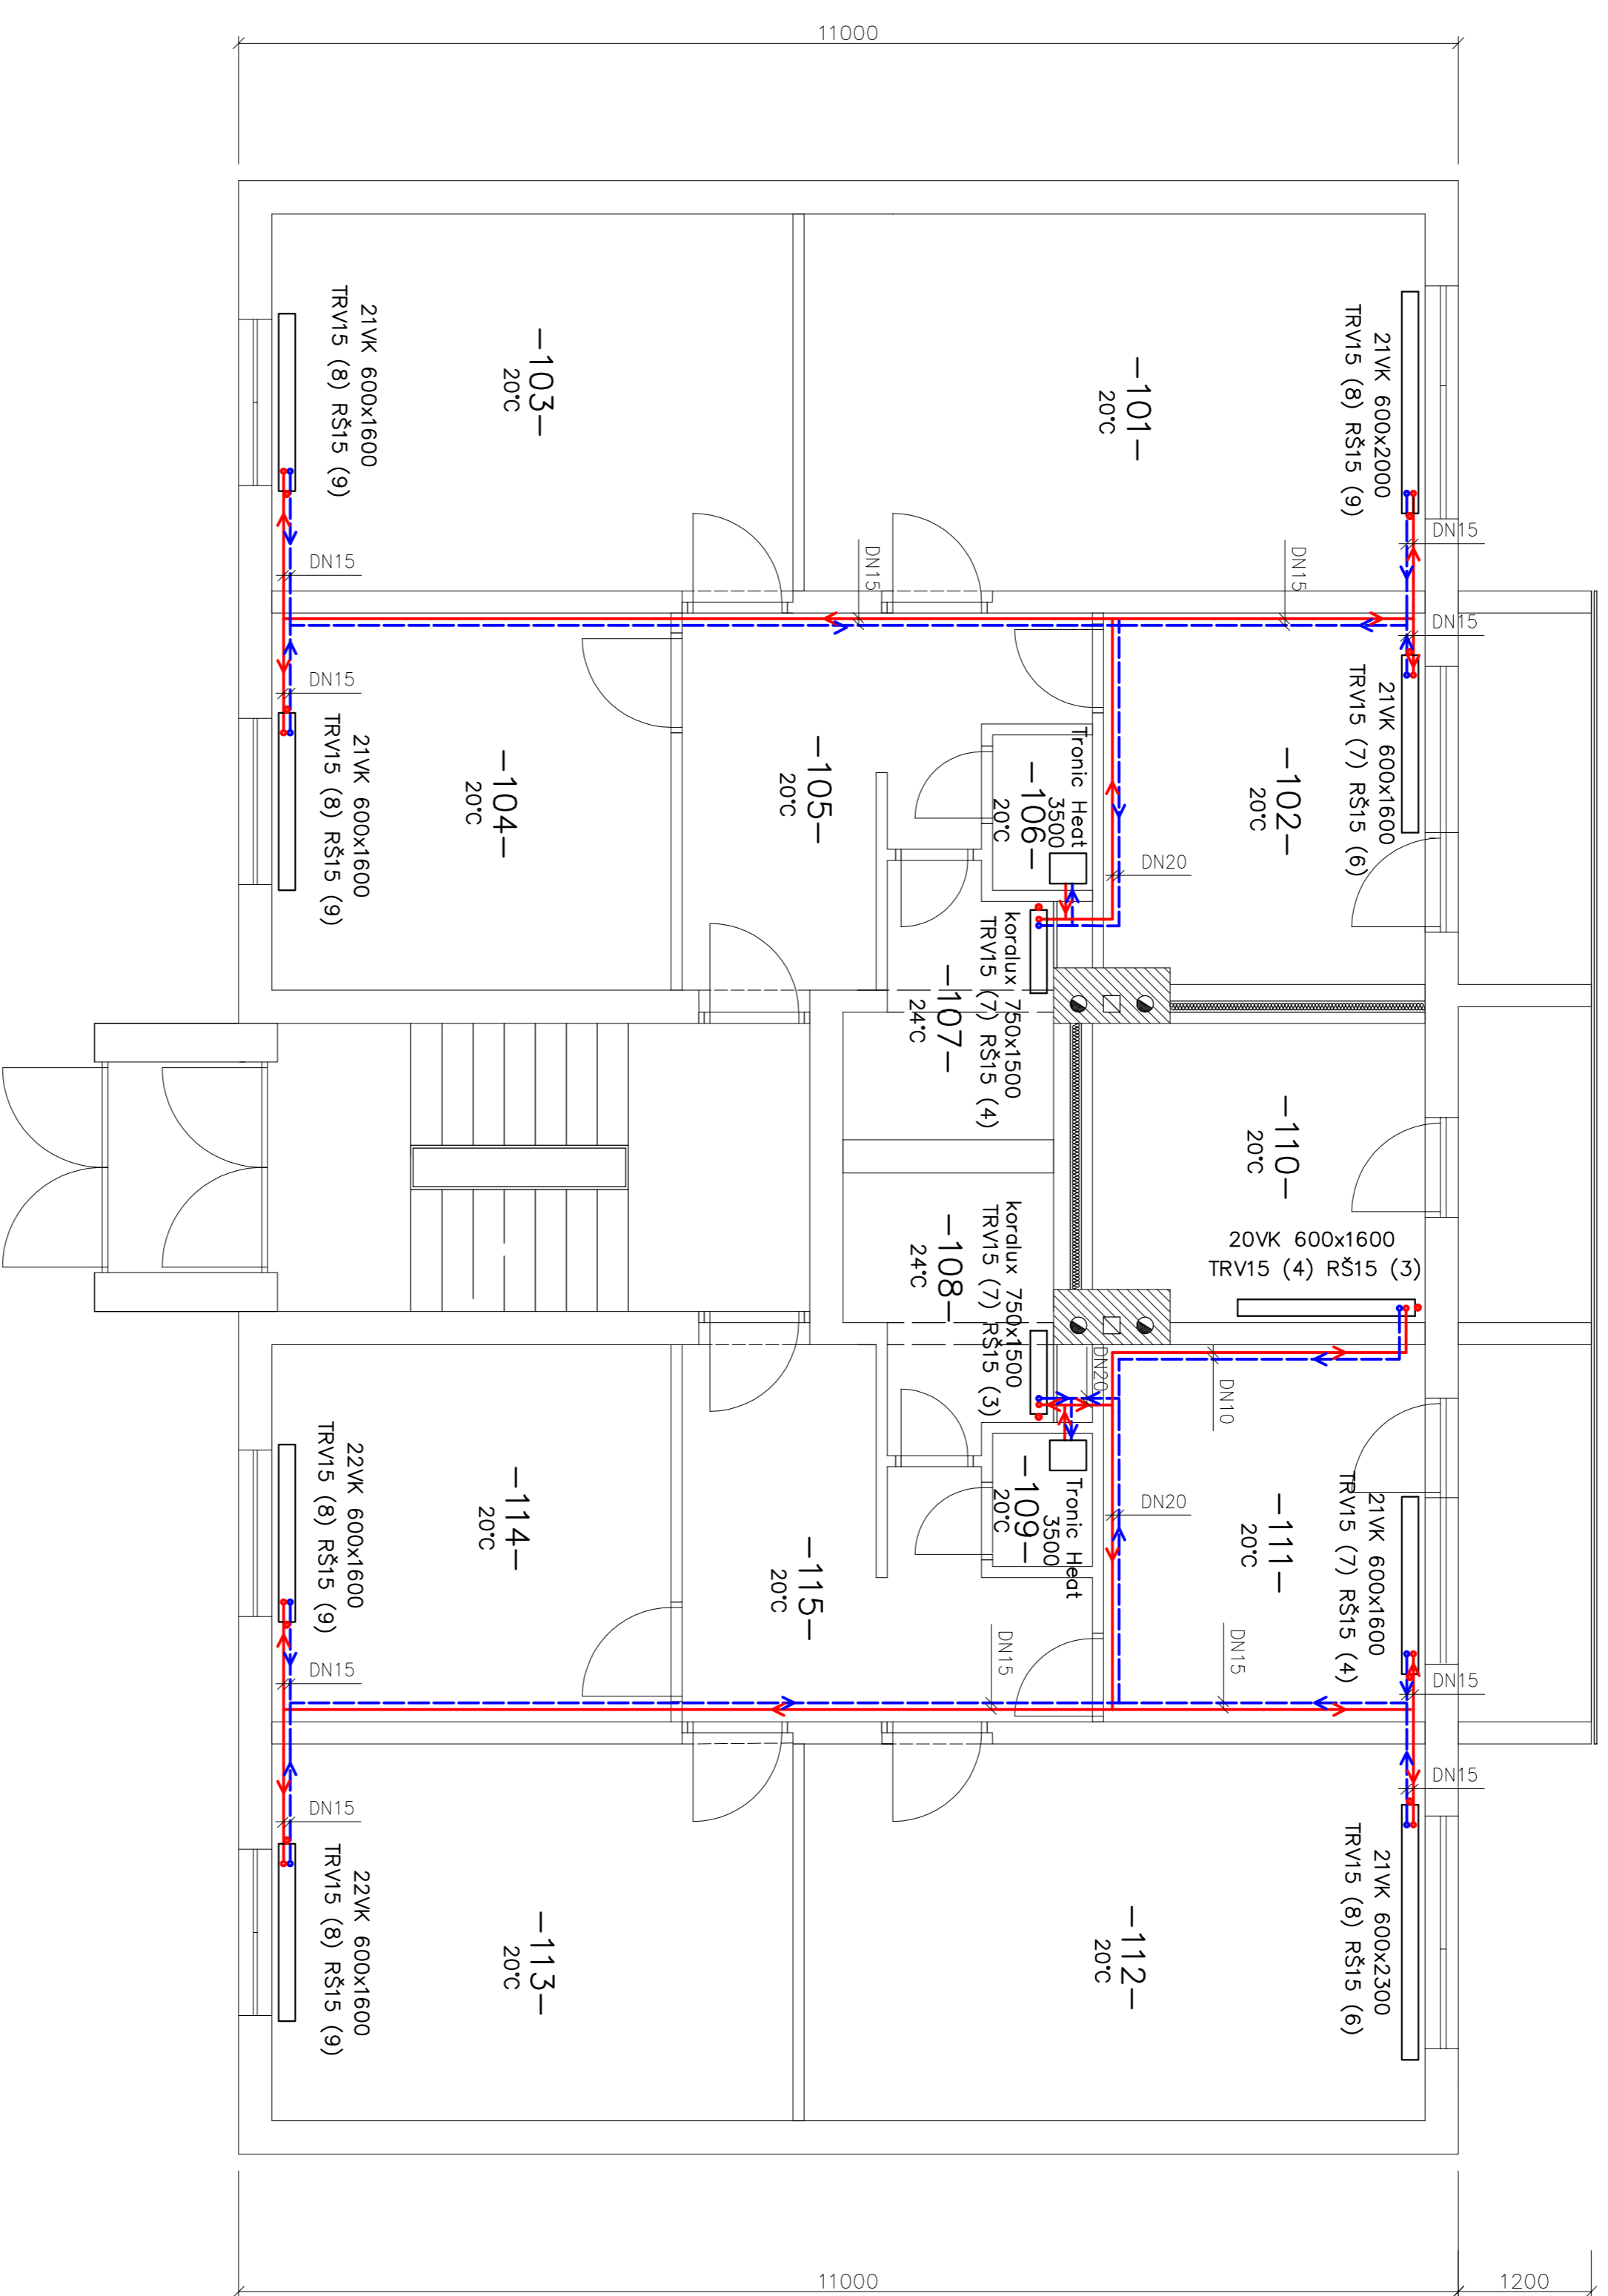 11000
21VK 600x1600
TRV15 (8) RŠ15 (9)
-103-
20°C
-101-
20°C
21VK 600x2000
TRV15 (8) RŠ15 (9)
DN15
DN15
DN15
DN15
DN15
DN15
21VK 600x1600
TRV15 (8) RŠ15 (9)
-104-
20°C
-105-
20°C
Tronic Heat
3500
-106-
20°C
-102-
20°C
21VK 600x1600
TRV15 (7) RŠ15 (6)
DN20
koralux 750x1500
TRV15 (7) RŠ15 (4)
-107-
24°C
-110-
20°C
20VK 600x1600
TRV15 (4) RŠ15 (3)
koralux 750x1500
TRV15 (7) RŠ15 (3)
-108-
24°C
DN20
DN10
22VK 600x1600
TRV15 (8) RŠ15 (9)
-114-
20°C
-115-
20°C
Tronic Heat
3500
-109-
20°C
DN20
-111-
20°C
21VK 600x1600
TRV15 (7) RŠ15 (4)
DN15
DN15
DN15
DN15
DN15
DN15
22VK 600x1600
TRV15 (8) RŠ15 (9)
-113-
20°C
-112-
20°C
21VK 600x2300
TRV15 (8) RŠ15 (6)
11000
1200